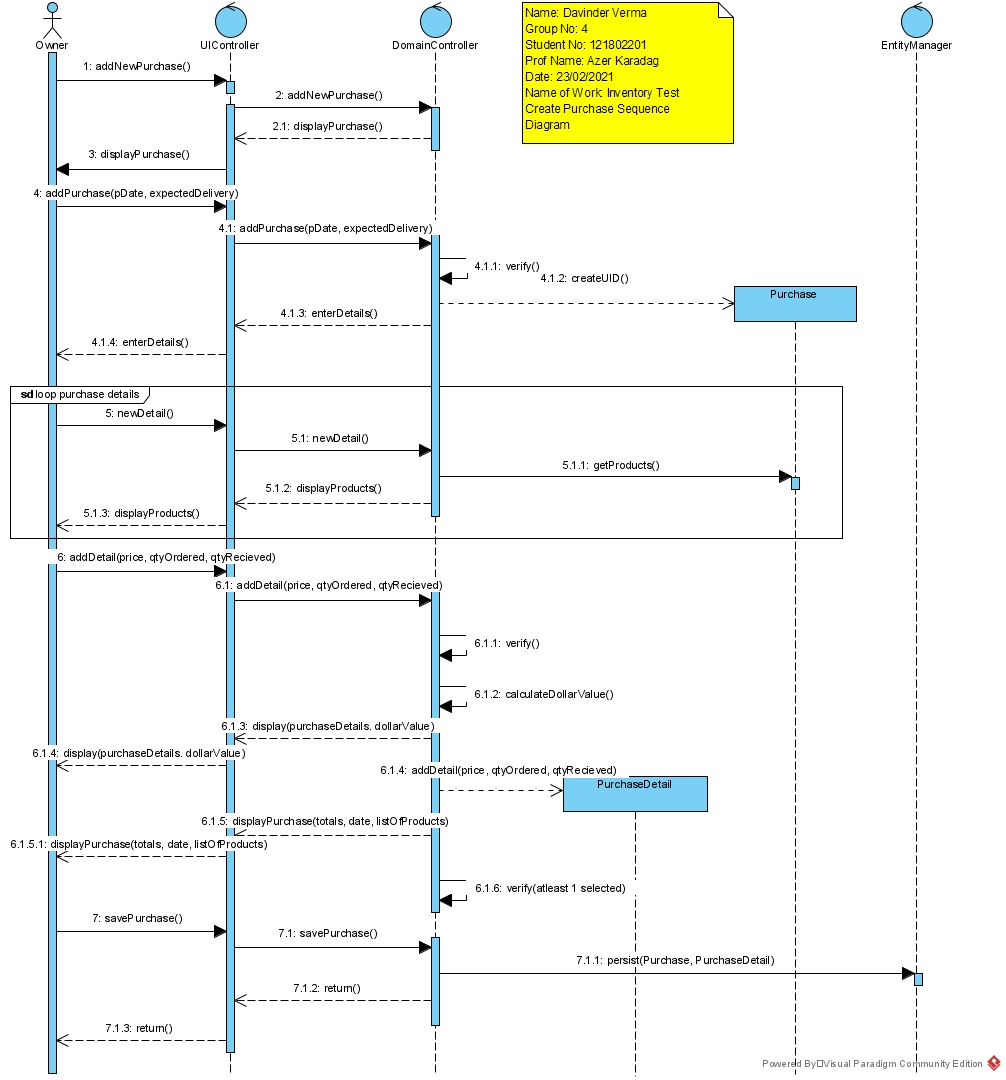 Name: Davinder Verma
Group No: 4
Student No: 121802201
Prof Name: Azer Karadag
Date: 23/02/2021
Name of Work: Inventory Test
Create Purchase Sequence
Diagram
Owner
UIController
DomainController
EntityManager
1: addNewPurchase()
2: addNewPurchase()
2.1: displayPurchase()
3: displayPurchase()
4: addPurchase(pDate, expectedDelivery)
4.1: addPurchase(pDate, expectedDelivery)
4.1.1: verify()
4.1.2: createUID()
Purchase
4.1.3: enterDetails()
4.1.4: enterDetails()
sd loop purchase details
5: newDetail()
5.1: newDetail()
5.1.1: getProducts()
5.1.2: displayProducts()
5.1.3: displayProducts()
6: addDetail(price, qtyOrdered, qtyRecieved)
6.1: addDetail(price, qtyOrdered, qtyRecieved)
6.1.1: verify()
6.1.2: calculateDollarValue()
6.1.3: display(purchaseDetails. dollarValue)
6.1.4: display(purchaseDetails. dollarValue)
6.1.4: addDetail(price, qtyOrdered, qtyRecieved)
PurchaseDetail
6.1.5: displayPurchase(totals, date, listOfProducts)
6.1.5.1: displayPurchase(totals, date, listOfProducts)
6.1.6: verify(atleast 1 selected)
7: savePurchase()
7.1: savePurchase()
7.1.1: persist(Purchase, PurchaseDetail)
7.1.2: return()
7.1.3: return()
Powered By Visual Paradigm Community Edition